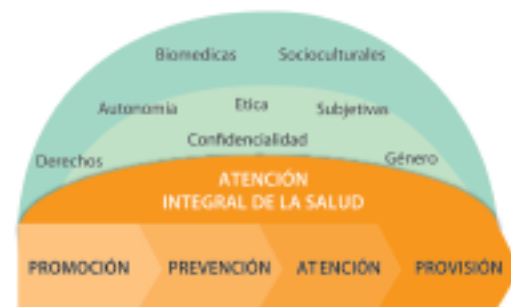 Biomedicas Socioculturales
Autonomía Etica Subjetivas
Confidencialidad
Derechos Género
ATENCIÓN
INTEGRAL DE LA SALUD
PROMOCIÓN PREVENCIÓN ATENCIÓN PROVISIÓN